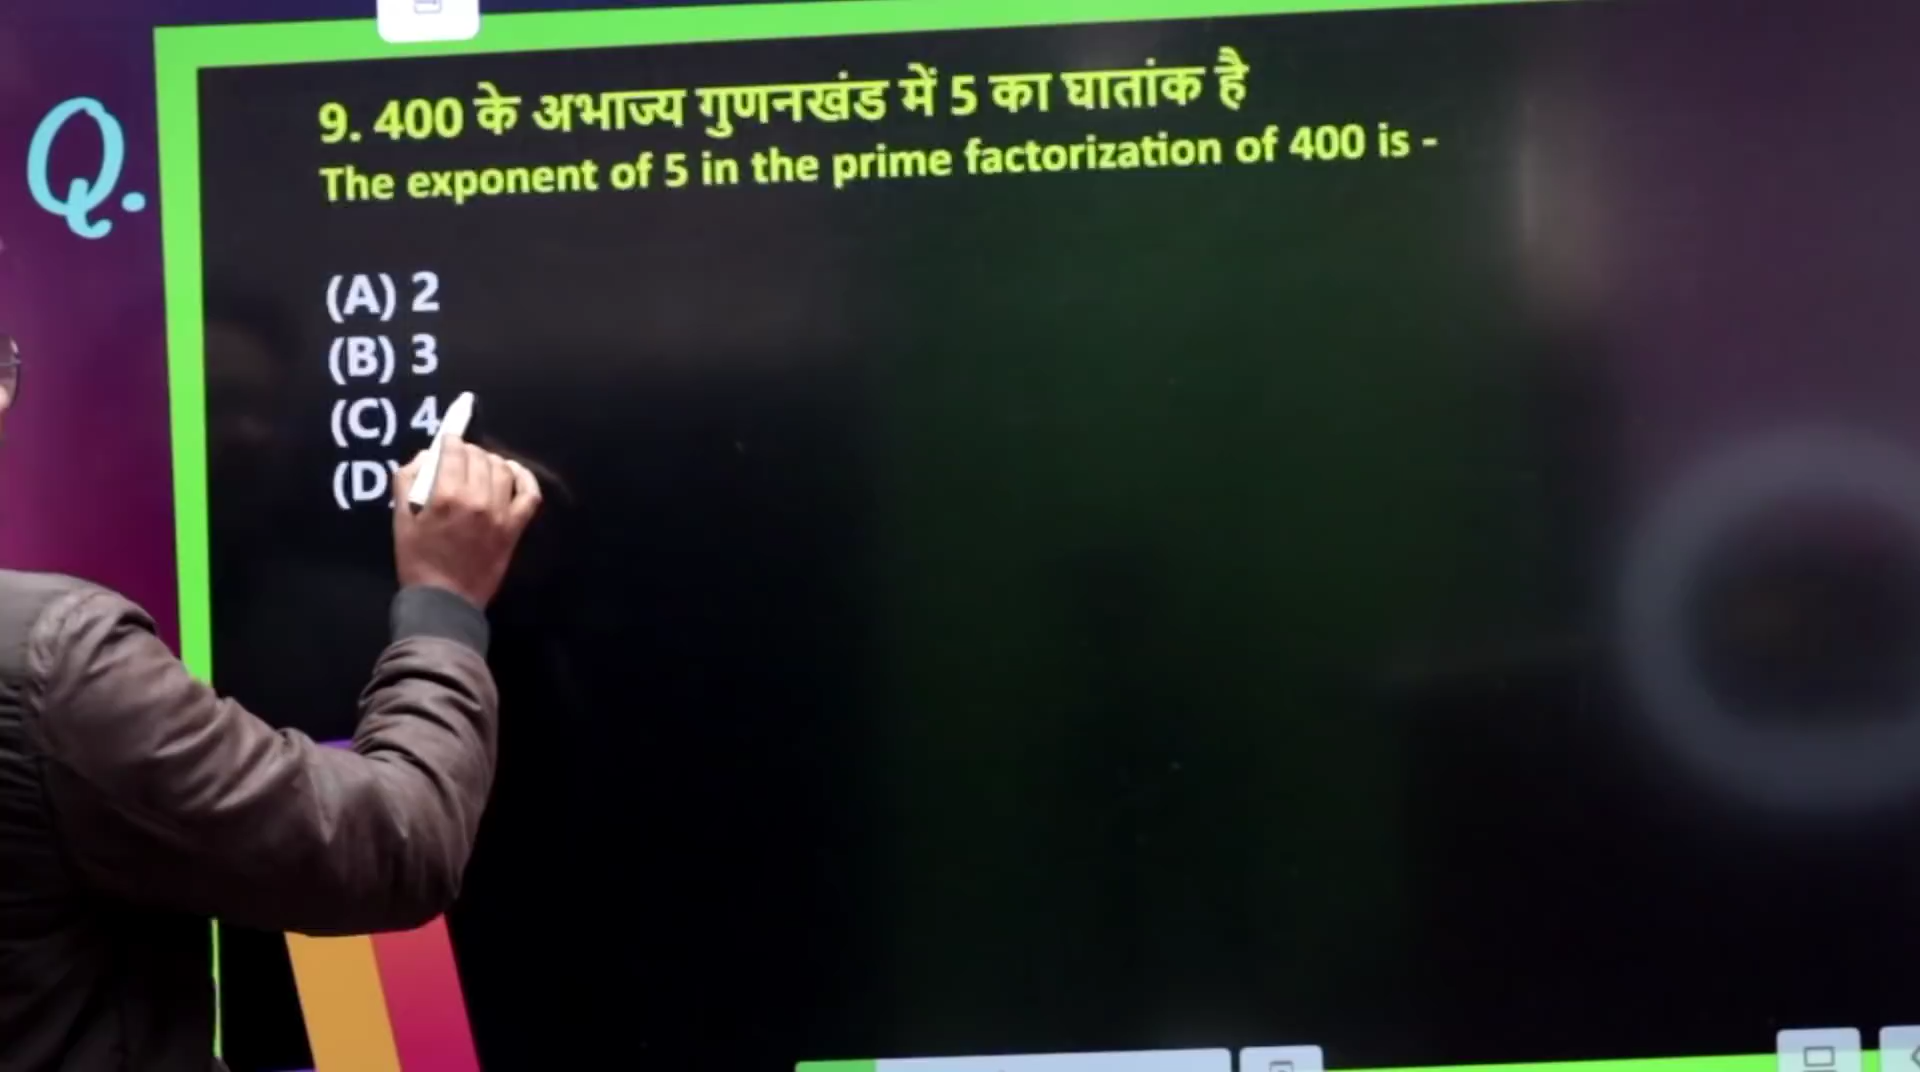 Q.
9. 400 के अभाज्य गुणनखंड में 5 का घातांक है
The exponent of 5 in the prime factorization of 400 is -
(A) 2
(B) 3
(C) 4
(D)